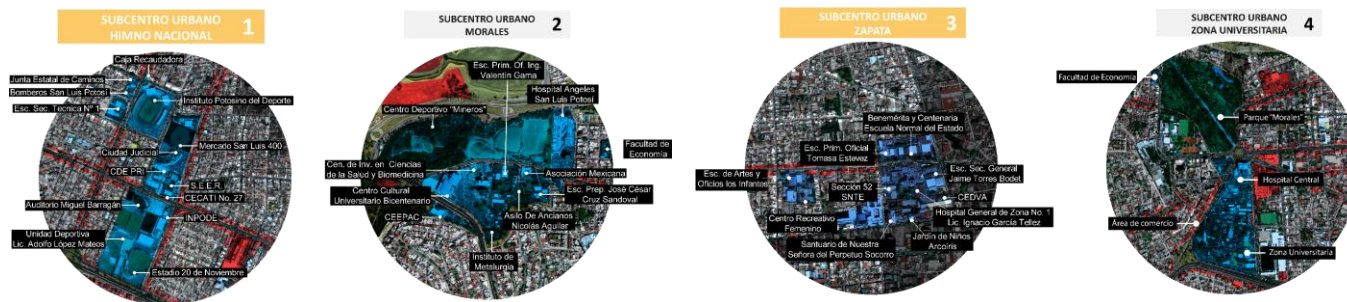 SUBCENTRO URBANO
HIMNO NACIONAL
1
Caja Recaudadora
Junta Estatal de Caminos
Bomberos San Luis Potosí
Esc. Sec. Técnica N° 1
Instituto Potosino del Deporte
Mercado San Luis 400
Ciudad Judicial
CDE PRI
S.E.E.R.
CECATI No. 27
Auditorio Miguel Barragán
INPODE
Unidad Deportiva
Lic. Adolfo López Mateos
Estadio 20 de Noviembre
SUBCENTRO URBANO
MORALES
2
Esc. Prim. Of. Ing.
Valentín Gama
Hospital Angeles
San Luis Potosí
Centro Deportivo "Mineros"
Facultad de
Economía
Cen. de Inv. en Ciencias
de la Salud y Biomedicina
Asociación Mexicana
Centro Cultural
Universitario Bicentenario
Esc. Prep. José César
Cruz Sandoval
CEEPAC
Asilo De Ancianos
Nicolás Aguilar
Instituto de
Metalurgia
SUBCENTRO URBANO
ZAPATA
3
Benemérita y Centenaria
Escuela Normal del Estado
Esc. Prim. Oficial
Tomasa Estevez
Esc. de Artes y
Oficios los Infantes
Esc. Sec. General
Jaime Torres Bodet
Sección 52
SNTE
CEDVA
Centro Recreativo
Femenino
Hospital General de Zona No. 1
Lic. Ignacio García Tellez
Santuario de Nuestra
Señora del Perpetuo Socorro
Jardín de Niños
Arcoiris
SUBCENTRO URBANO
ZONA UNIVERSITARIA
4
Facultad de Economía
Parque "Morales"
Hospital Central
Área de comercio
Zona Universitaria